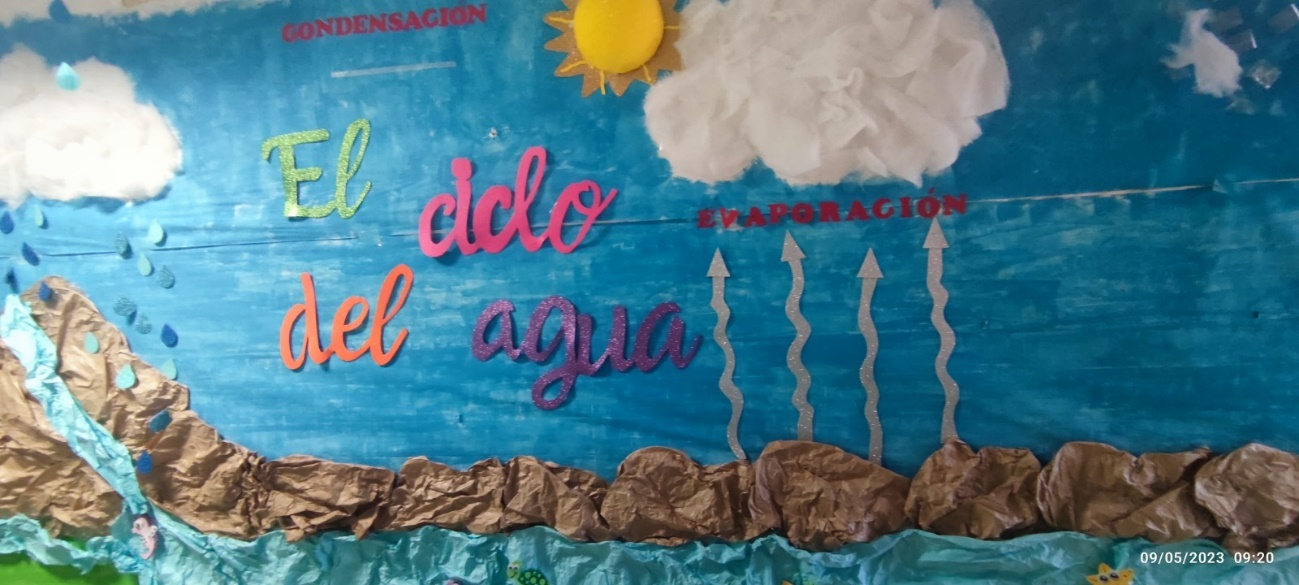 CONDENSACIÓN
El ciclo
del agua
EVAPORACIÓN
09/05/2023 09:20